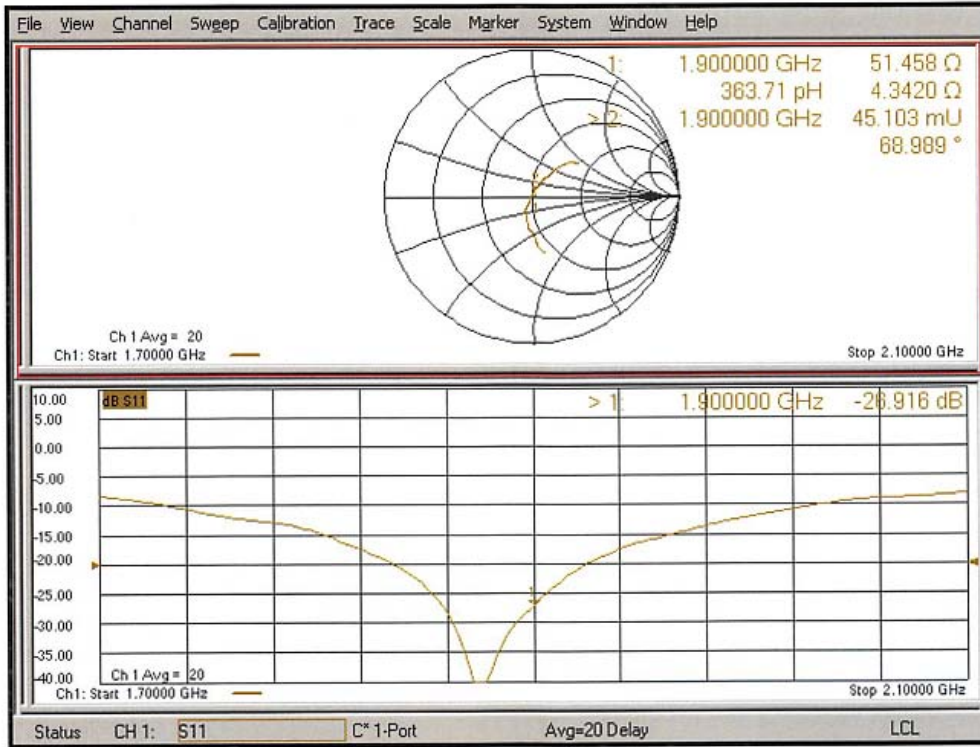 File View Channel Sweep Calibration Trace Scale Marker System Window Help
1: 1.900000 GHz 51.458 Ω
363.71 pH 4.3420 Ω
> 2: 1.900000 GHz 45.103 mU
68.989 °
Ch 1 Avg = 20
Ch1: Start 1.70000 GHz Stop 2.10000 GHz
10.00 dB S11 > 1: 1.900000 GHz -26.916 dB
5.00
0.00
-5.00
-10.00
-15.00
-20.00
-25.00
1
-30.00
-35.00
-40.00 Ch 1 Avg = 20
Ch1: Start 1.70000 GHz Stop 2.10000 GHz
Status CH 1: S11 C* 1-Port Avg=20 Delay LCL